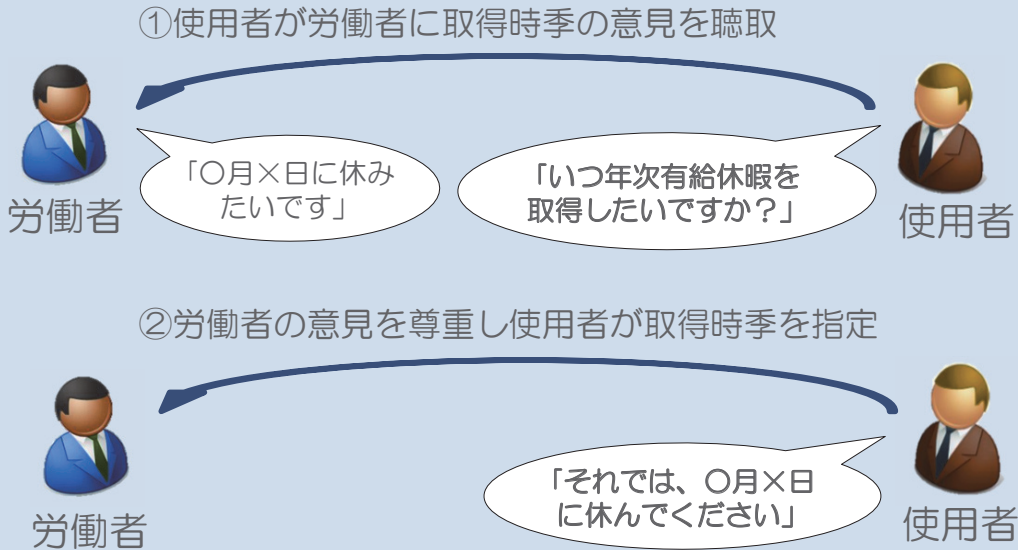 ①使用者が労働者に取得時季の意見を聴取
「〇月×日に休み
たいです」
「いつ年次有給休暇を
取得したいですか？」
労働者
使用者
②労働者の意見を尊重し使用者が取得時季を指定
「それでは、〇月×日
に休んでください」
労働者
使用者